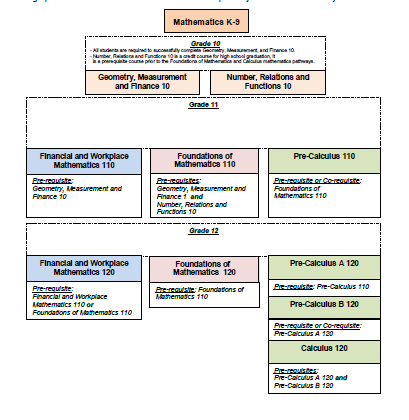 Mathematics K-9
Grade 10
- All students are required to successfully complete Geometry, Measurement, and Finance 10.
- Number, Relations and Functions 10 is a credit course for high school graduation. It
is a prerequisite course prior to the Foundations of Mathematics and Calculus mathematics pathways.
Geometry, Measurement
and Finance 10
Number, Relations and
Functions 10
Grade 11
Financial and Workplace
Mathematics 110
Pre-requisite:
Geometry, Measurement and
Finance 10
Foundations of
Mathematics 110
Pre-requisites:
Geometry, Measurement and
Finance 1 and
Number, Relations and
Functions 10
Pre-Calculus 110
Pre-requisite or Co-requisite:
Foundations of
Mathematics 110
Grade 12
Financial and Workplace
Mathematics 120
Pre-requisite:
Financial and Workplace
Mathematics 110 or
Foundations of Mathematics 110
Foundations of
Mathematics 120
Pre-requisite: Foundations of
Mathematics 110
Pre-Calculus A 120
Pre-requisite: Pre-Calculus 110
Pre-Calculus B 120
Pre-requisite or Co-requisite:
Pre-Calculus A 120
Calculus 120
Pre-requisites:
Pre-Calculus A 120 and
Pre-Calculus B 120